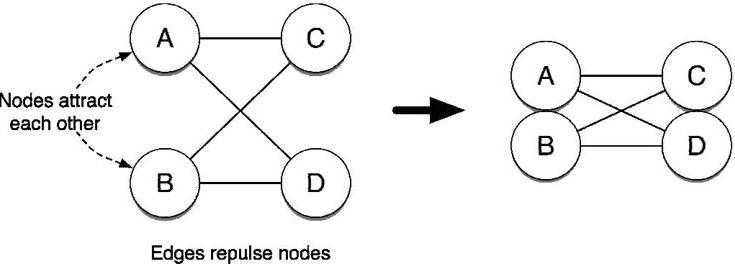 A
C
A
C
Nodes attract
each other
B
D
B
D
Edges repulse nodes